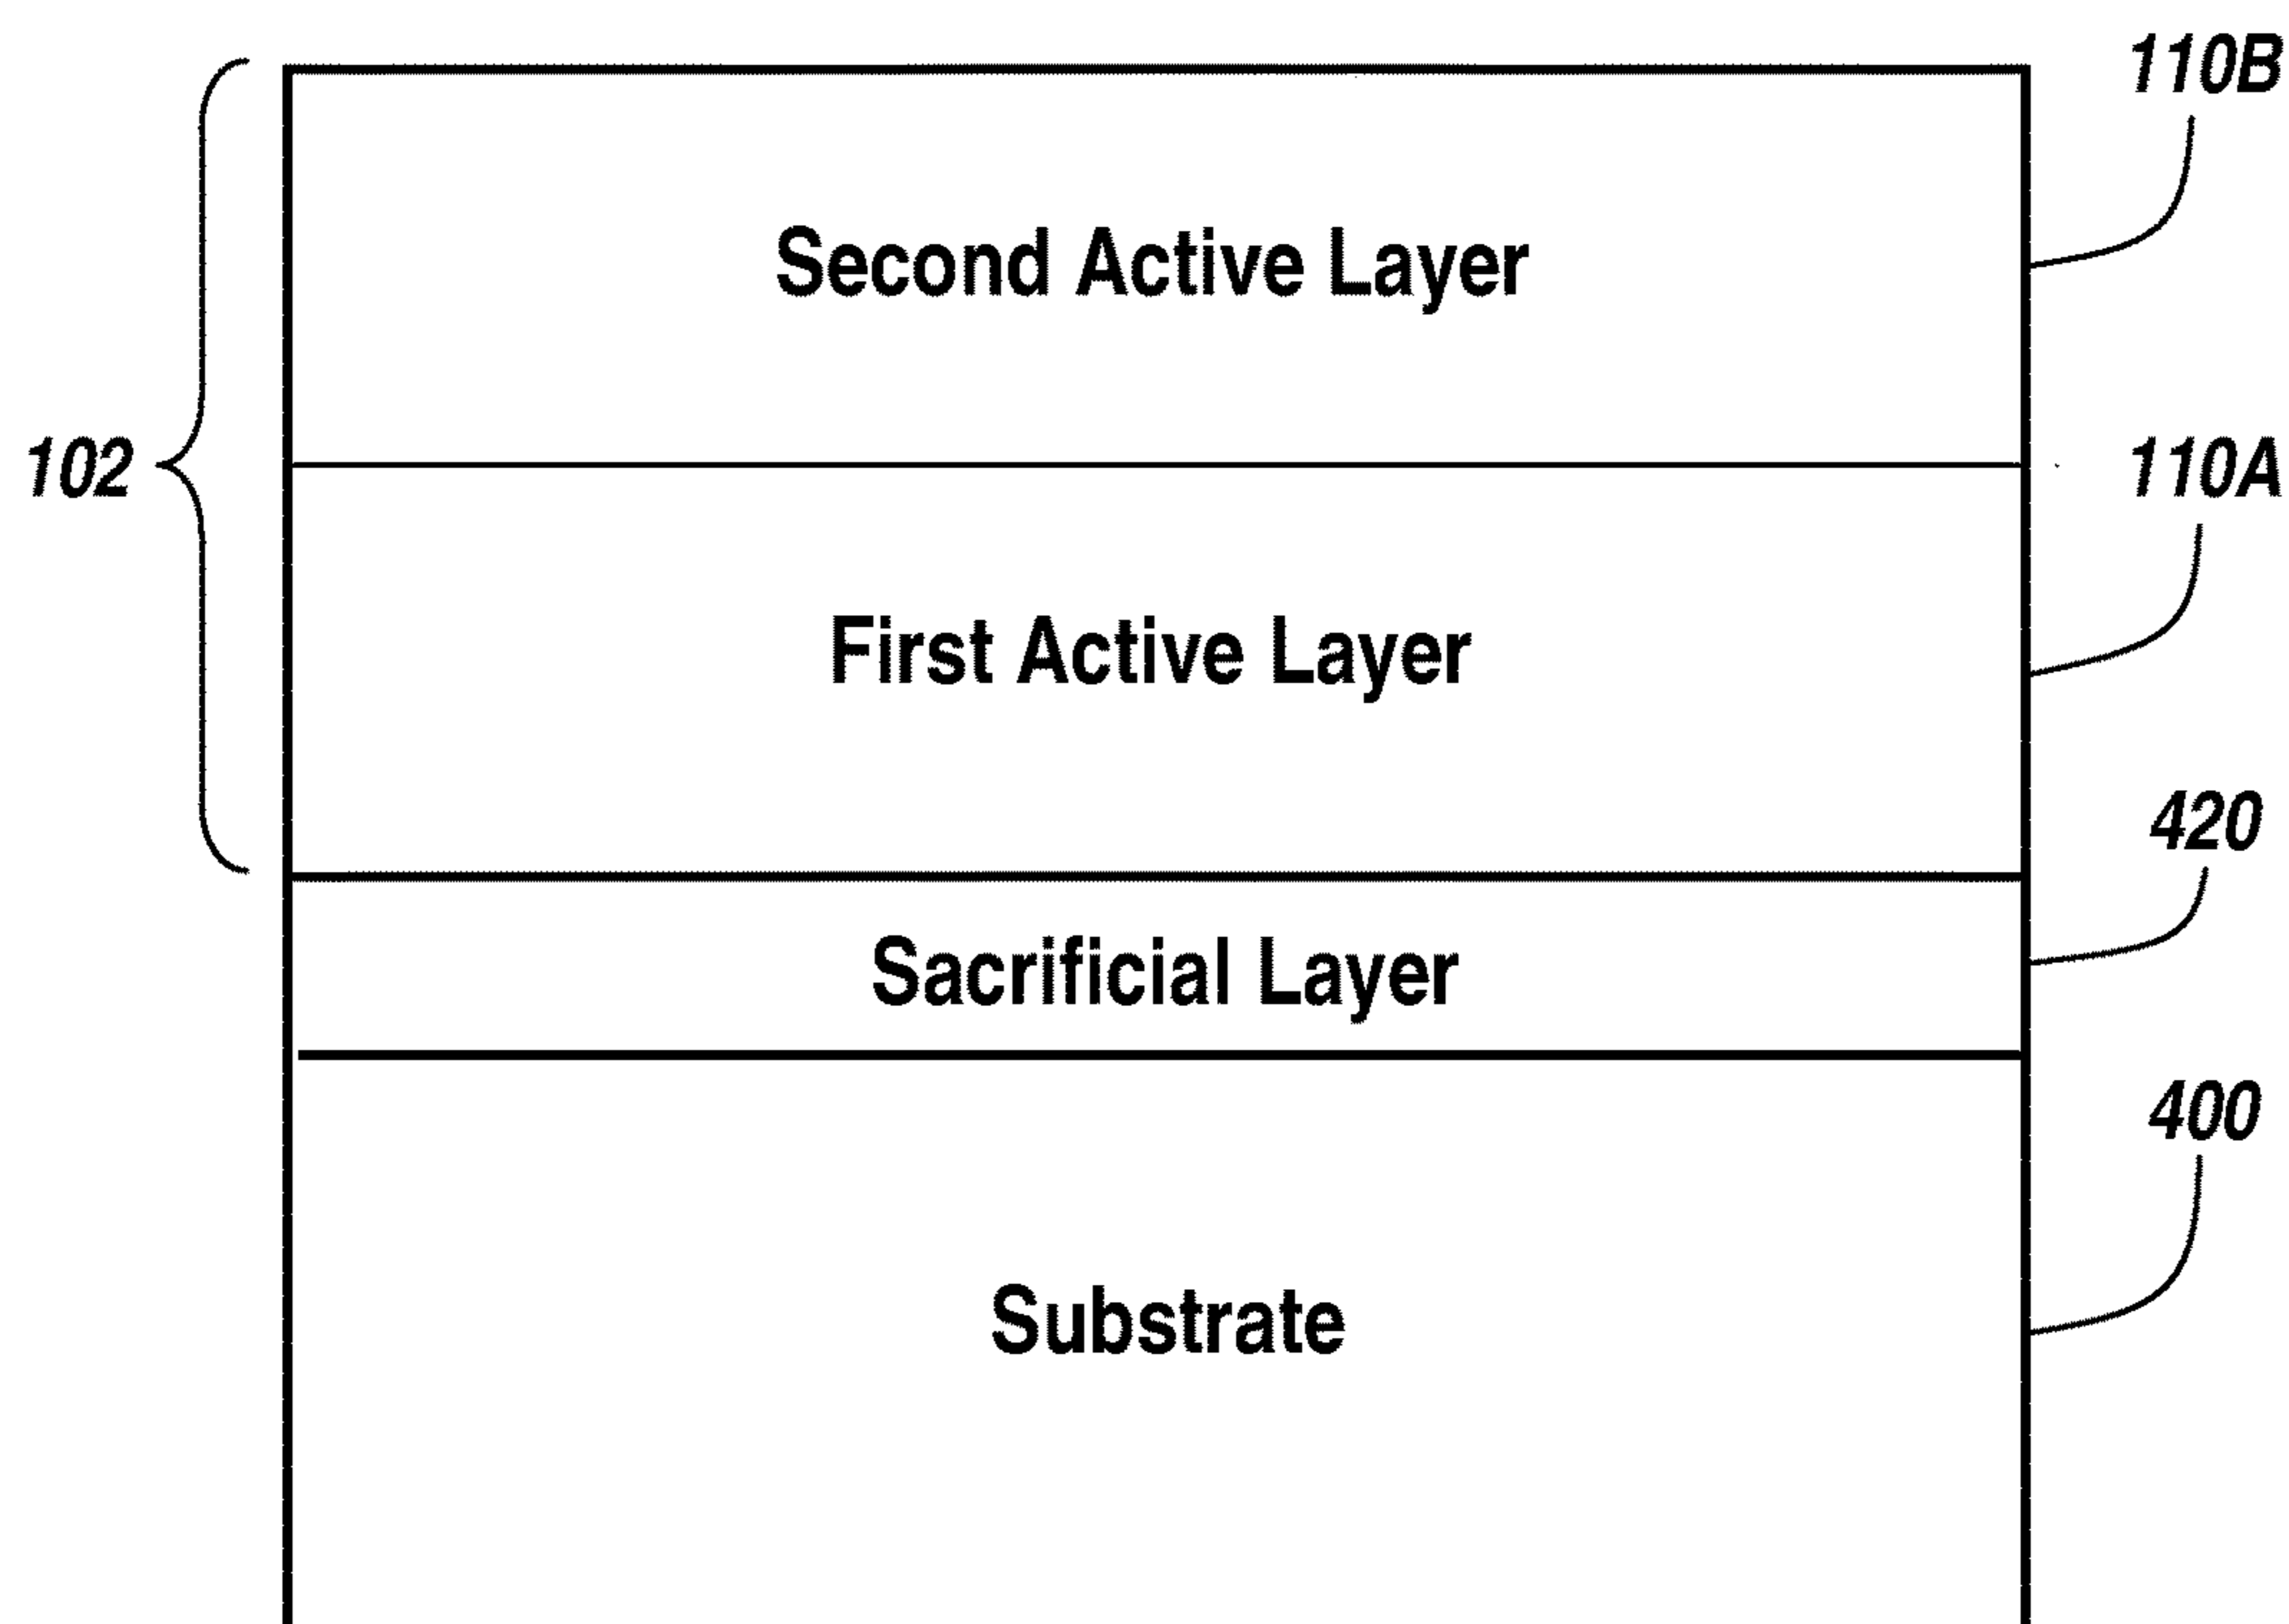 110B
Second Active Layer
102
110A
First Active Layer
420
Sacrificial Layer
400
Substrate